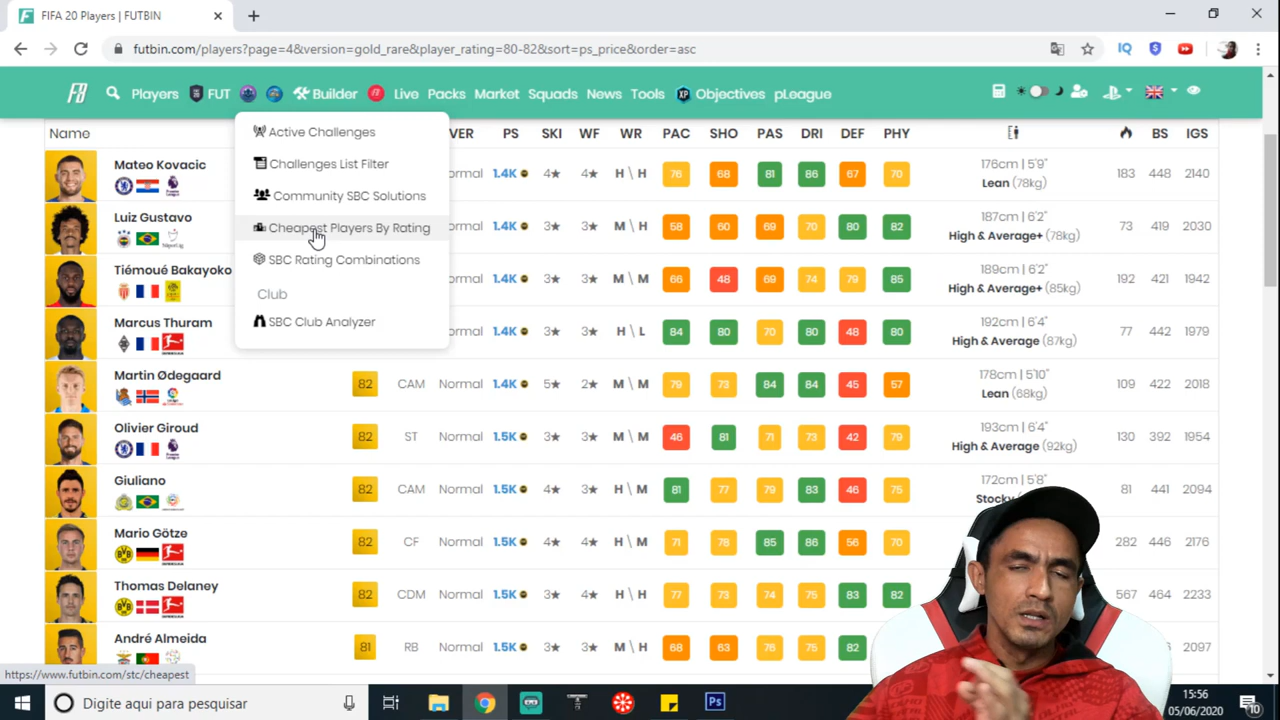 FIFA 20 Players | FUTBIN
futbin.com/players?page=4&version=gold_rare&player_rating=80-82&sort=ps_price&order=asc
Players FUT Builder Live Packs Market Squads News Tools XP Objectives pLeague
Active Challenges
Challenges List Filter
Community SBC Solutions
Cheapest Players By Rating
SBC Rating Combinations
Club
SBC Club Analyzer
Name VER PS SKI WF WR PAC SHO PAS DRI DEF PHY BS IGS
Mateo Kovacic ormal 1.4K 4★ 4★ H \ H 76 68 81 86 67 70 176cm | 5'9" Lean (78kg) 183 448 2140
Luiz Gustavo ormal 1.4K 3★ 3★ M \ H 58 60 69 70 80 82 187cm | 6'2" High & Average+ (78kg) 73 419 2030
Tiémoué Bakayoko ormal 1.4K 3★ 3★ M \ M 66 48 69 74 79 85 189cm | 6'2" High & Average+ (85kg) 192 421 1942
Marcus Thuram ormal 1.4K 3★ 3★ H \ L 84 80 70 80 48 80 192cm | 6'4" High & Average (87kg) 77 442 1979
Martin Ødegaard 82 CAM Normal 1.4K 5★ 2★ M \ M 79 73 84 84 45 57 178cm | 5'10" Lean (68kg) 109 422 2018
Olivier Giroud 82 ST Normal 1.5K 3★ 3★ M \ M 46 81 71 73 42 79 193cm | 6'4" High & Average (92kg) 130 392 1954
Giuliano 82 CAM Normal 1.5K 4★ 3★ H \ M 81 77 79 83 46 75 172cm | 5'8" Stocky 81 441 2094
Mario Götze 82 CF Normal 1.5K 4★ 3★ H \ M 71 78 85 86 56 70 282 446 2176
Thomas Delaney 82 CDM Normal 1.5K 3★ 4★ H \ H 77 73 74 75 83 82 567 464 2233
André Almeida 81 RB Normal 1.5K 3★ 3★ M \ H 68 63 76 75 82 47 2097
https://www.futbin.com/stc/cheapest
Digite aqui para pesquisar
Ps
15:56
05/06/2020
10